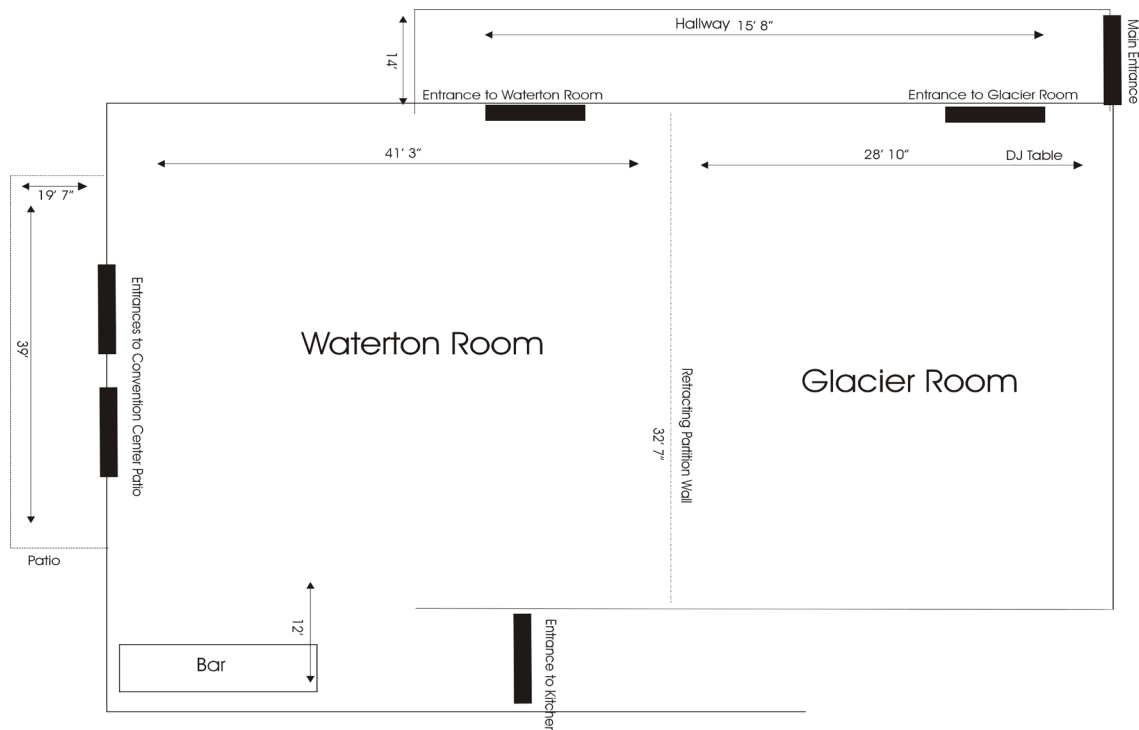 Hallway 15' 8"
14'
Main Entrance
Entrance to Waterton Room
Entrance to Glacier Room
41' 3"
28' 10"
DJ Table
19' 7"
39'
Entrances to Convention Center Patio
Waterton Room
Glacier Room
Retracting Partition Wall
32' 7"
Patio
12'
Bar
Entrance to Kitchen